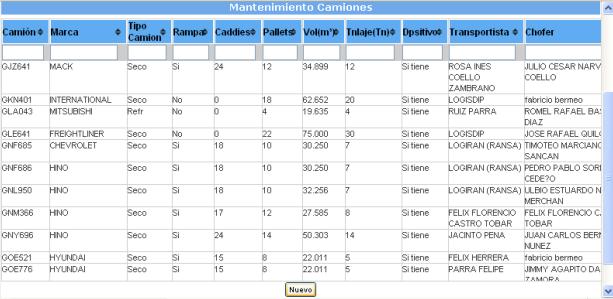 Mantenimiento Camiones
Camión Marca Tipo Camion Rampa Caddies Pallets Vol(m³) Tnlaje(Tn) Dpsitivo Transportista Chofer
GJZ641 MACK Seco Si 24 12 34.899 12 Si tiene ROSA INES COELLO ZAMBRANO JULIO CESAR NARV COELLO
GKN401 INTERNATIONAL Seco No 0 18 62.652 20 Si tiene LOGISDIP fabricio bermeo
GLA043 MITSUBISHI Refr No 0 4 19.635 4 Si tiene RUIZ PARRA ROMEL RAFAEL BAS DIAZ
GLE641 FREIGHTLINER Seco No 0 22 75.000 30 Si tiene LOGISDIP JOSE RAFAEL QUIL
GNF685 CHEVROLET Seco Si 18 10 30.250 7 Si tiene LOGIRAN (RANSA) TIMOTEO MARCIANO SANCAN
GNF686 HINO Seco Si 18 10 30.250 7 Si tiene LOGIRAN (RANSA) PEDRO PABLO SORI CEDE?O
GNL950 HINO Seco Si 18 10 32.256 7 Si tiene LOGIRAN (RANSA) ULBIO ESTUARDO N MERCHAN
GNM366 HINO Seco Si 17 12 27.585 8 Si tiene FELIX FLORENCIO CASTRO TOBAR FELIX FLORENCIO CA TOBAR
GNY696 HINO Seco Si 24 14 50.303 14 Si tiene JACINTO PENA JUAN CARLOS BERN NUNEZ
GOE521 HYUNDAI Seco Si 15 8 22.011 5 Si tiene FELIX HERRERA fabricio bermeo
GOE776 HYUNDAI Seco Si 15 8 22.011 5 Si tiene PARRA FELIPE JIMMY AGAPITO DA ZAMORA
Nuevo